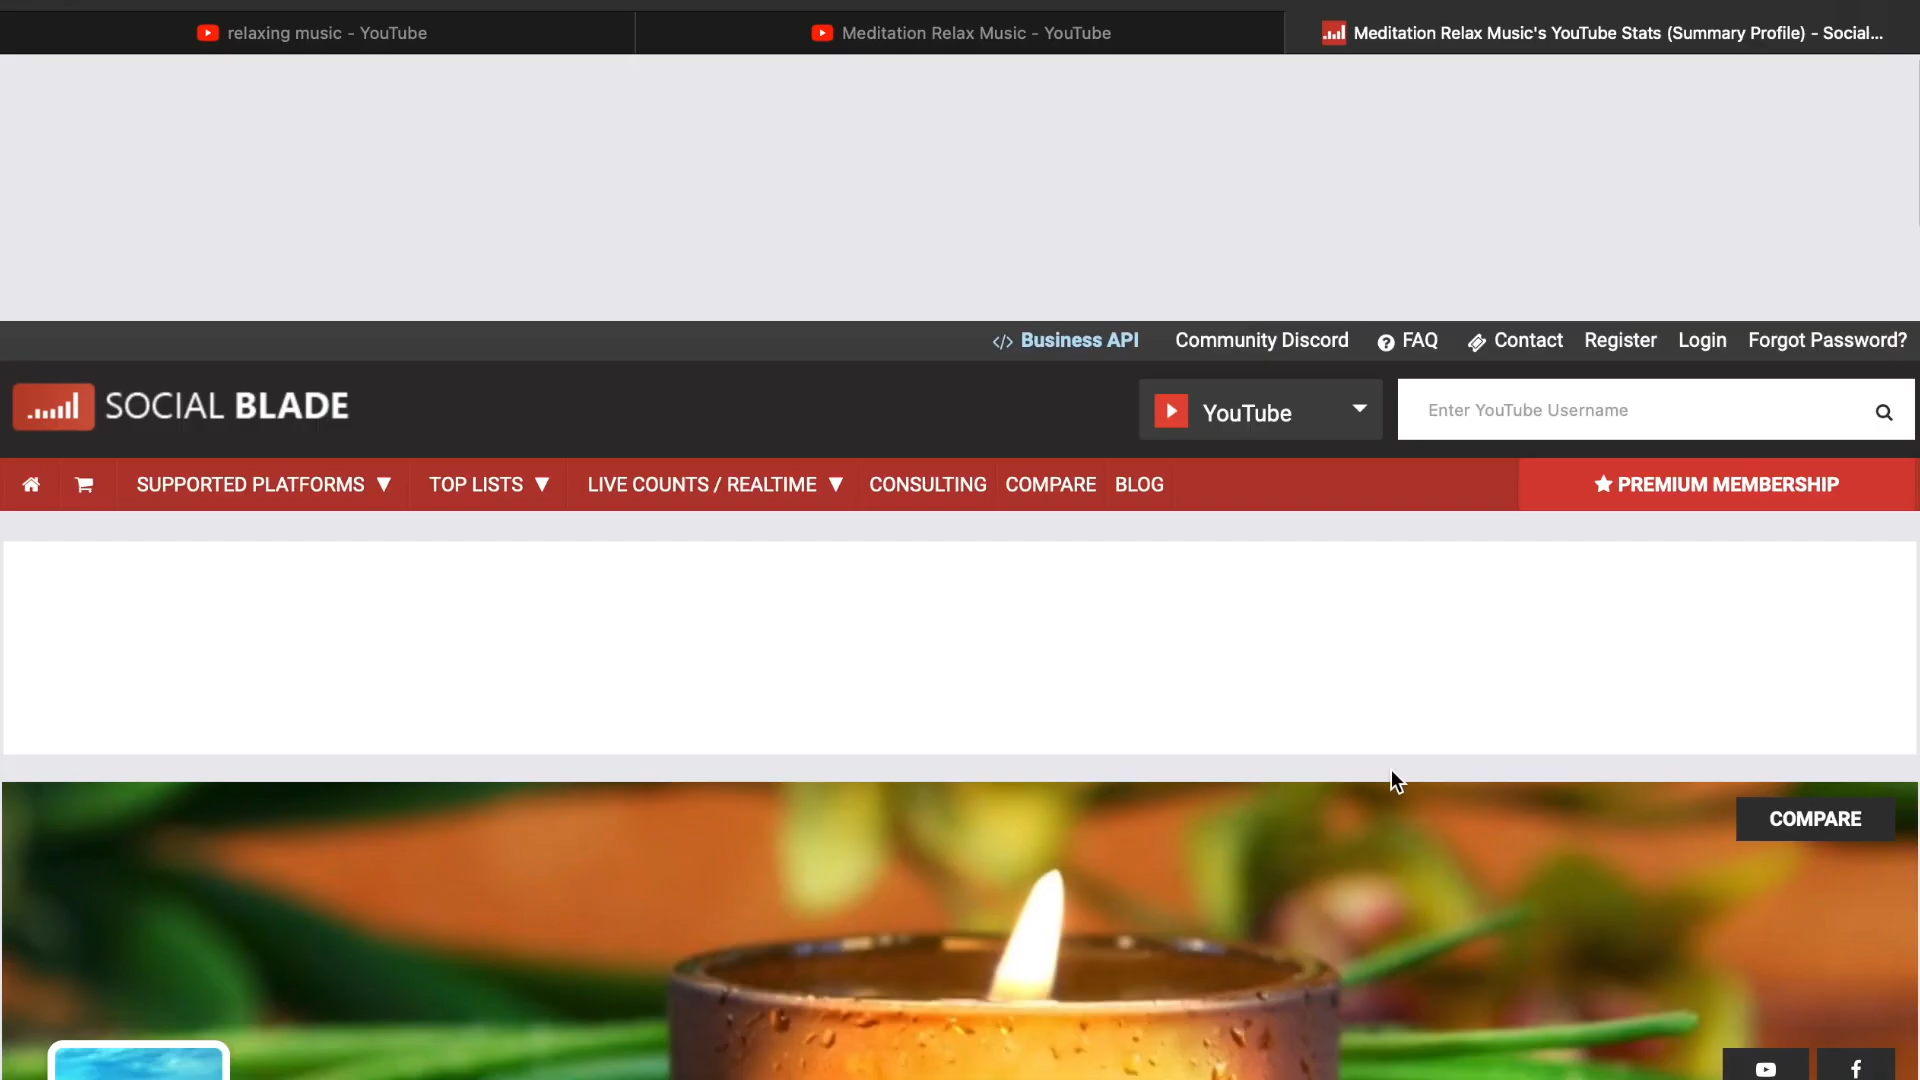 relaxing music - YouTube
Meditation Relax Music - YouTube
Meditation Relax Music's YouTube Stats (Summary Profile) - Social...
</> Business API
Community Discord
FAQ
Contact
Register
Login
Forgot Password?
SOCIAL BLADE
YouTube
Enter YouTube Username
SUPPORTED PLATFORMS ▼
TOP LISTS ▼
LIVE COUNTS / REALTIME ▼
CONSULTING
COMPARE
BLOG
★ PREMIUM MEMBERSHIP
COMPARE